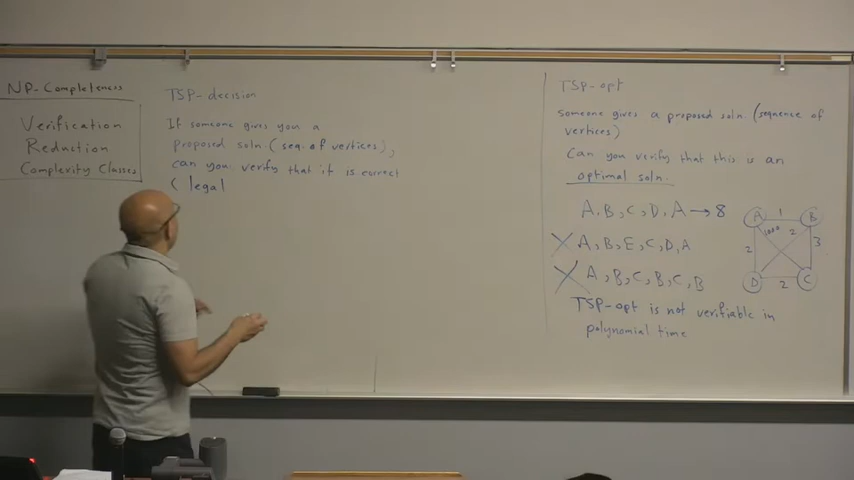 NP-Completeness
Verification
Reduction
Complexity Classes
TSP-decision
If someone gives you a
proposed soln. (seq. of vertices),
can you verify that it is correct
( legal
TSP-opt
Someone gives a proposed soln. (sequence of
vertices)
Can you verify that this is an
optimal soln.
A, B, C, D, A → 8
A, B, E, C, D, A
A, B, C, B, C, B
TSP-opt is not verifiable in
polynomial time
A 1 B
1000 2
2 3
D 2 C